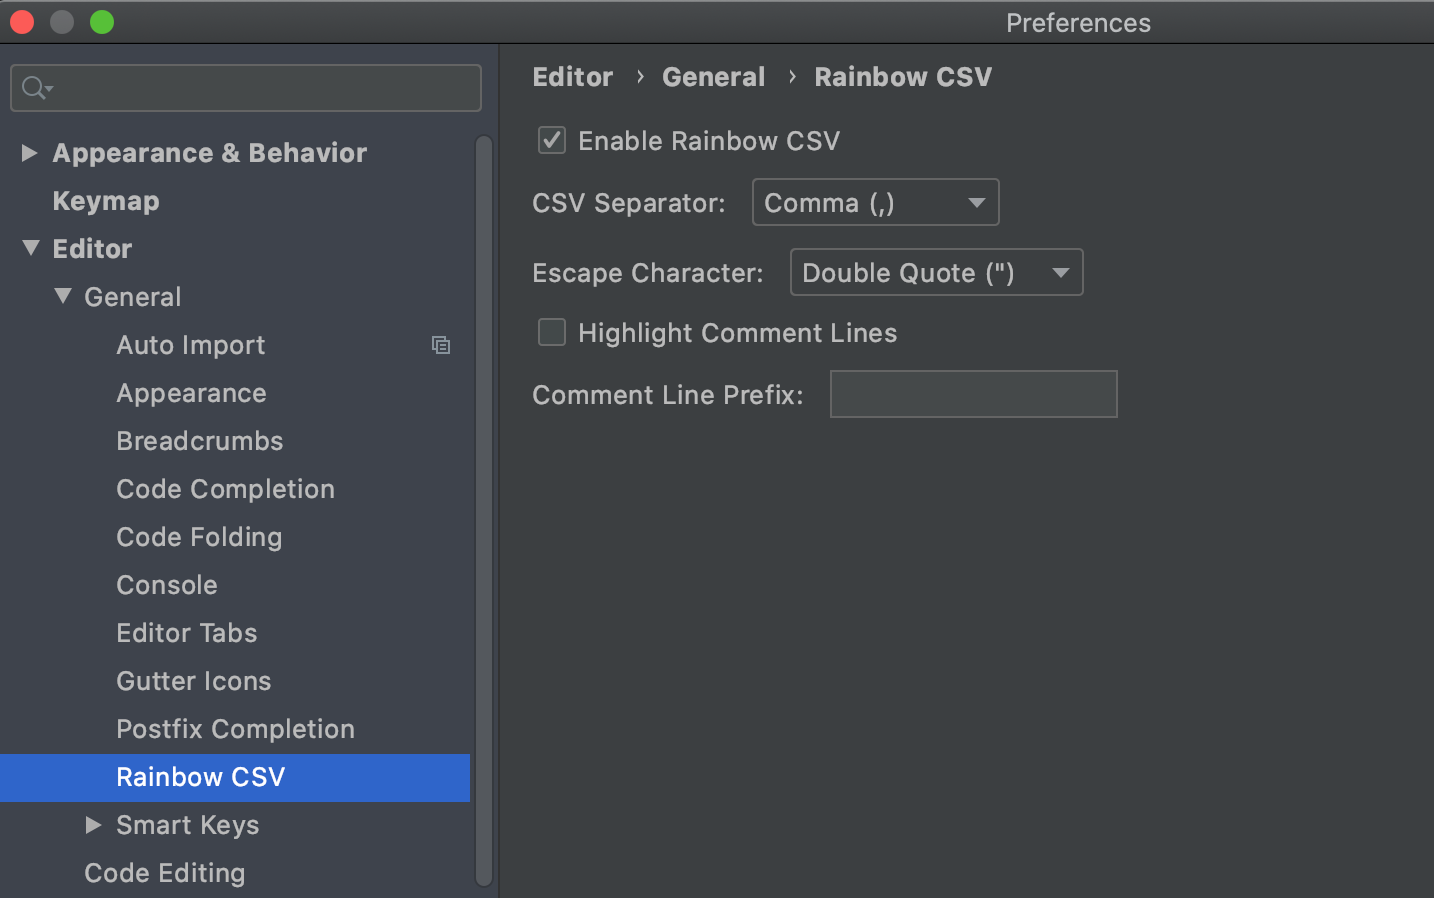 Preferences
Appearance & Behavior
Keymap
Editor
General
Auto Import
Appearance
Breadcrumbs
Code Completion
Code Folding
Console
Editor Tabs
Gutter Icons
Postfix Completion
Rainbow CSV
Smart Keys
Code Editing
Editor › General › Rainbow CSV
Enable Rainbow CSV
CSV Separator: Comma (,)
Escape Character: Double Quote (")
Highlight Comment Lines
Comment Line Prefix: